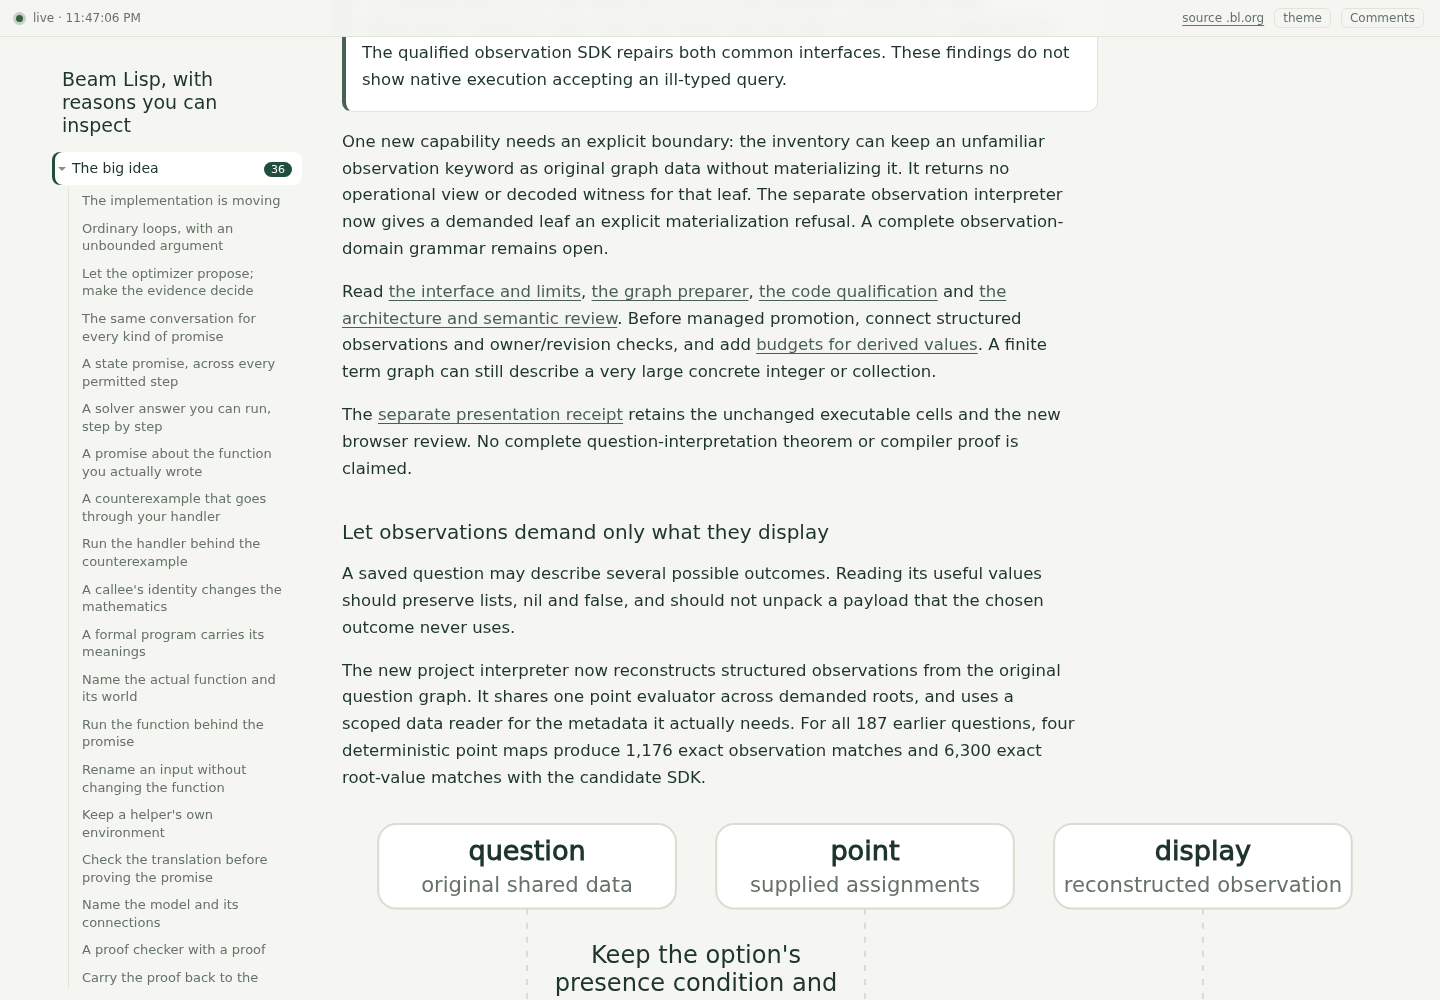 live · 11:47:06 PM
source .bl.org
theme
Comments
Beam Lisp, with
reasons you can
inspect
The big idea
36
The implementation is moving
Ordinary loops, with an
unbounded argument
Let the optimizer propose;
make the evidence decide
The same conversation for
every kind of promise
A state promise, across every
permitted step
A solver answer you can run,
step by step
A promise about the function
you actually wrote
A counterexample that goes
through your handler
Run the handler behind the
counterexample
A callee's identity changes the
mathematics
A formal program carries its
meanings
Name the actual function and
its world
Run the function behind the
promise
Rename an input without
changing the function
Keep a helper's own
environment
Check the translation before
proving the promise
Name the model and its
connections
A proof checker with a proof
Carry the proof back to the
The qualified observation SDK repairs both common interfaces. These findings do not
show native execution accepting an ill-typed query.
One new capability needs an explicit boundary: the inventory can keep an unfamiliar
observation keyword as original graph data without materializing it. It returns no
operational view or decoded witness for that leaf. The separate observation interpreter
now gives a demanded leaf an explicit materialization refusal. A complete observation-
domain grammar remains open.
Read the interface and limits, the graph preparer, the code qualification and the
architecture and semantic review. Before managed promotion, connect structured
observations and owner/revision checks, and add budgets for derived values. A finite
term graph can still describe a very large concrete integer or collection.
The separate presentation receipt retains the unchanged executable cells and the new
browser review. No complete question-interpretation theorem or compiler proof is
claimed.
Let observations demand only what they display
A saved question may describe several possible outcomes. Reading its useful values
should preserve lists, nil and false, and should not unpack a payload that the chosen
outcome never uses.
The new project interpreter now reconstructs structured observations from the original
question graph. It shares one point evaluator across demanded roots, and uses a
scoped data reader for the metadata it actually needs. For all 187 earlier questions, four
deterministic point maps produce 1,176 exact observation matches and 6,300 exact
root-value matches with the candidate SDK.
question
original shared data
point
supplied assignments
display
reconstructed observation
Keep the option's
presence condition and